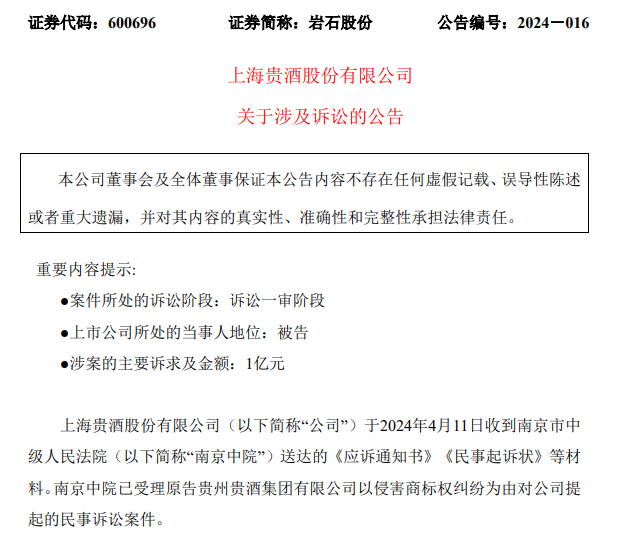 证券代码：600696 证券简称：岩石股份 公告编号：2024－016
上海贵酒股份有限公司
关于涉及诉讼的公告
本公司董事会及全体董事保证本公告内容不存在任何虚假记载、误导性陈述
或者重大遗漏，并对其内容的真实性、准确性和完整性承担法律责任。
重要内容提示:
●案件所处的诉讼阶段：诉讼一审阶段
●上市公司所处的当事人地位：被告
●涉案的主要诉求及金额：1亿元
上海贵酒股份有限公司（以下简称“公司”）于2024年4月11日收到南京市中
级人民法院（以下简称“南京中院”）送达的《应诉通知书》《民事起诉状》等材
料。南京中院已受理原告贵州贵酒集团有限公司以侵害商标权纠纷为由对公司提
起的民事诉讼案件。